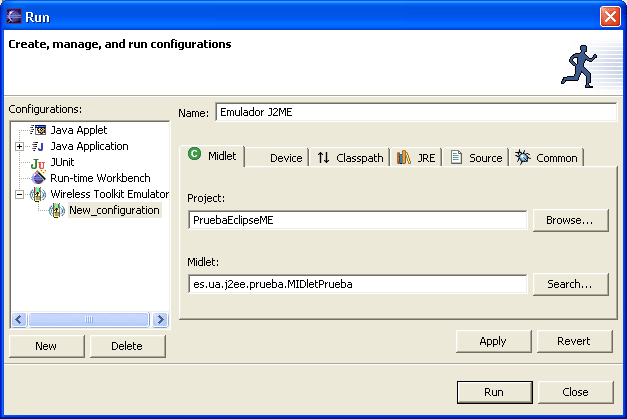 Run
Create, manage, and run configurations
Configurations:
Java Applet
Java Application
JUnit
Run-time Workbench
Wireless Toolkit Emulator
New_configuration
New
Delete
Name: Emulador J2ME
Midlet Device Classpath JRE Source Common
Project:
PruebaEclipseME
Browse...
Midlet:
es.ua.j2ee.prueba.MIDletPrueba
Search...
Apply
Revert
Run
Close